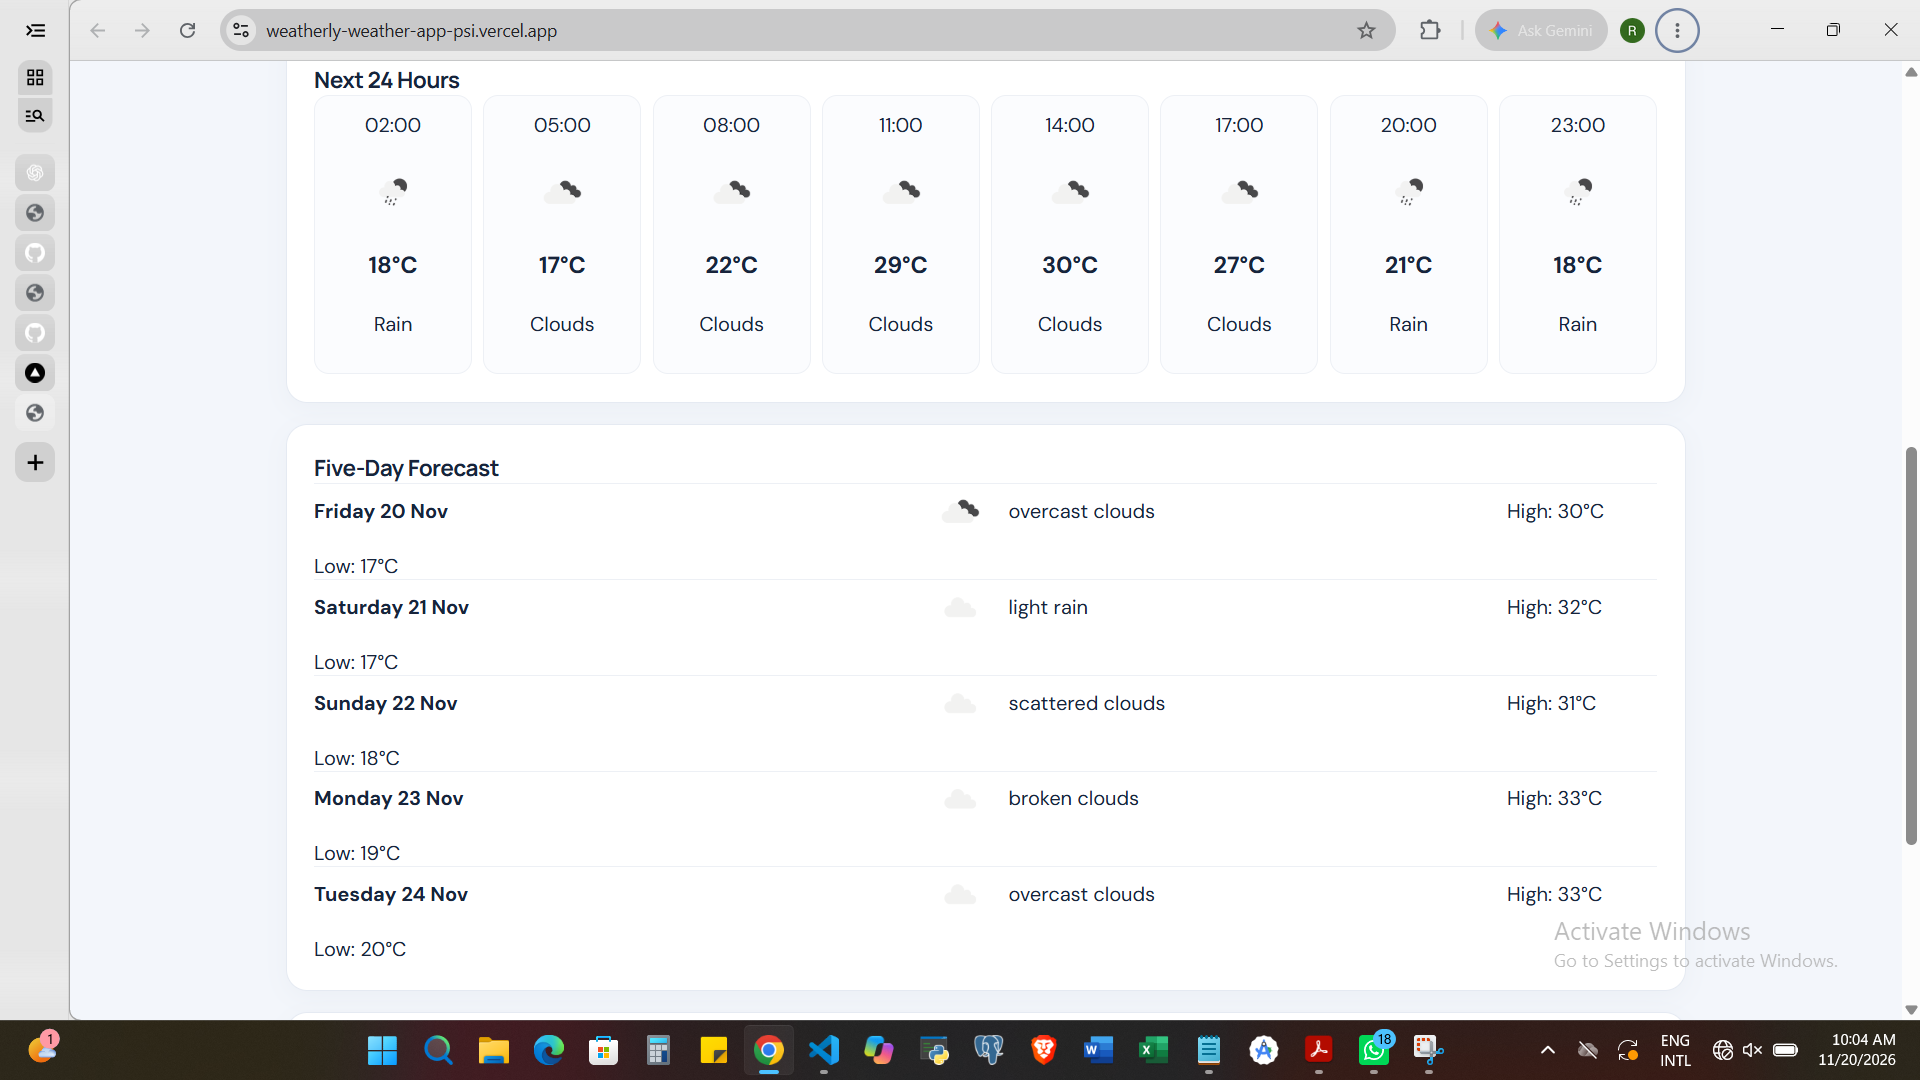 weatherly-weather-app-psi.vercel.app
Ask Gemini
R
Next 24 Hours
02:00 05:00 08:00 11:00 14:00 17:00 20:00 23:00
18°C 17°C 22°C 29°C 30°C 27°C 21°C 18°C
Rain Clouds Clouds Clouds Clouds Clouds Rain Rain
Five-Day Forecast
Friday 20 Nov overcast clouds High: 30°C
Low: 17°C
Saturday 21 Nov light rain High: 32°C
Low: 17°C
Sunday 22 Nov scattered clouds High: 31°C
Low: 18°C
Monday 23 Nov broken clouds High: 33°C
Low: 19°C
Tuesday 24 Nov overcast clouds High: 33°C
Low: 20°C
Activate Windows
Go to Settings to activate Windows.
1
18
ENG
INTL
10:04 AM
11/20/2026